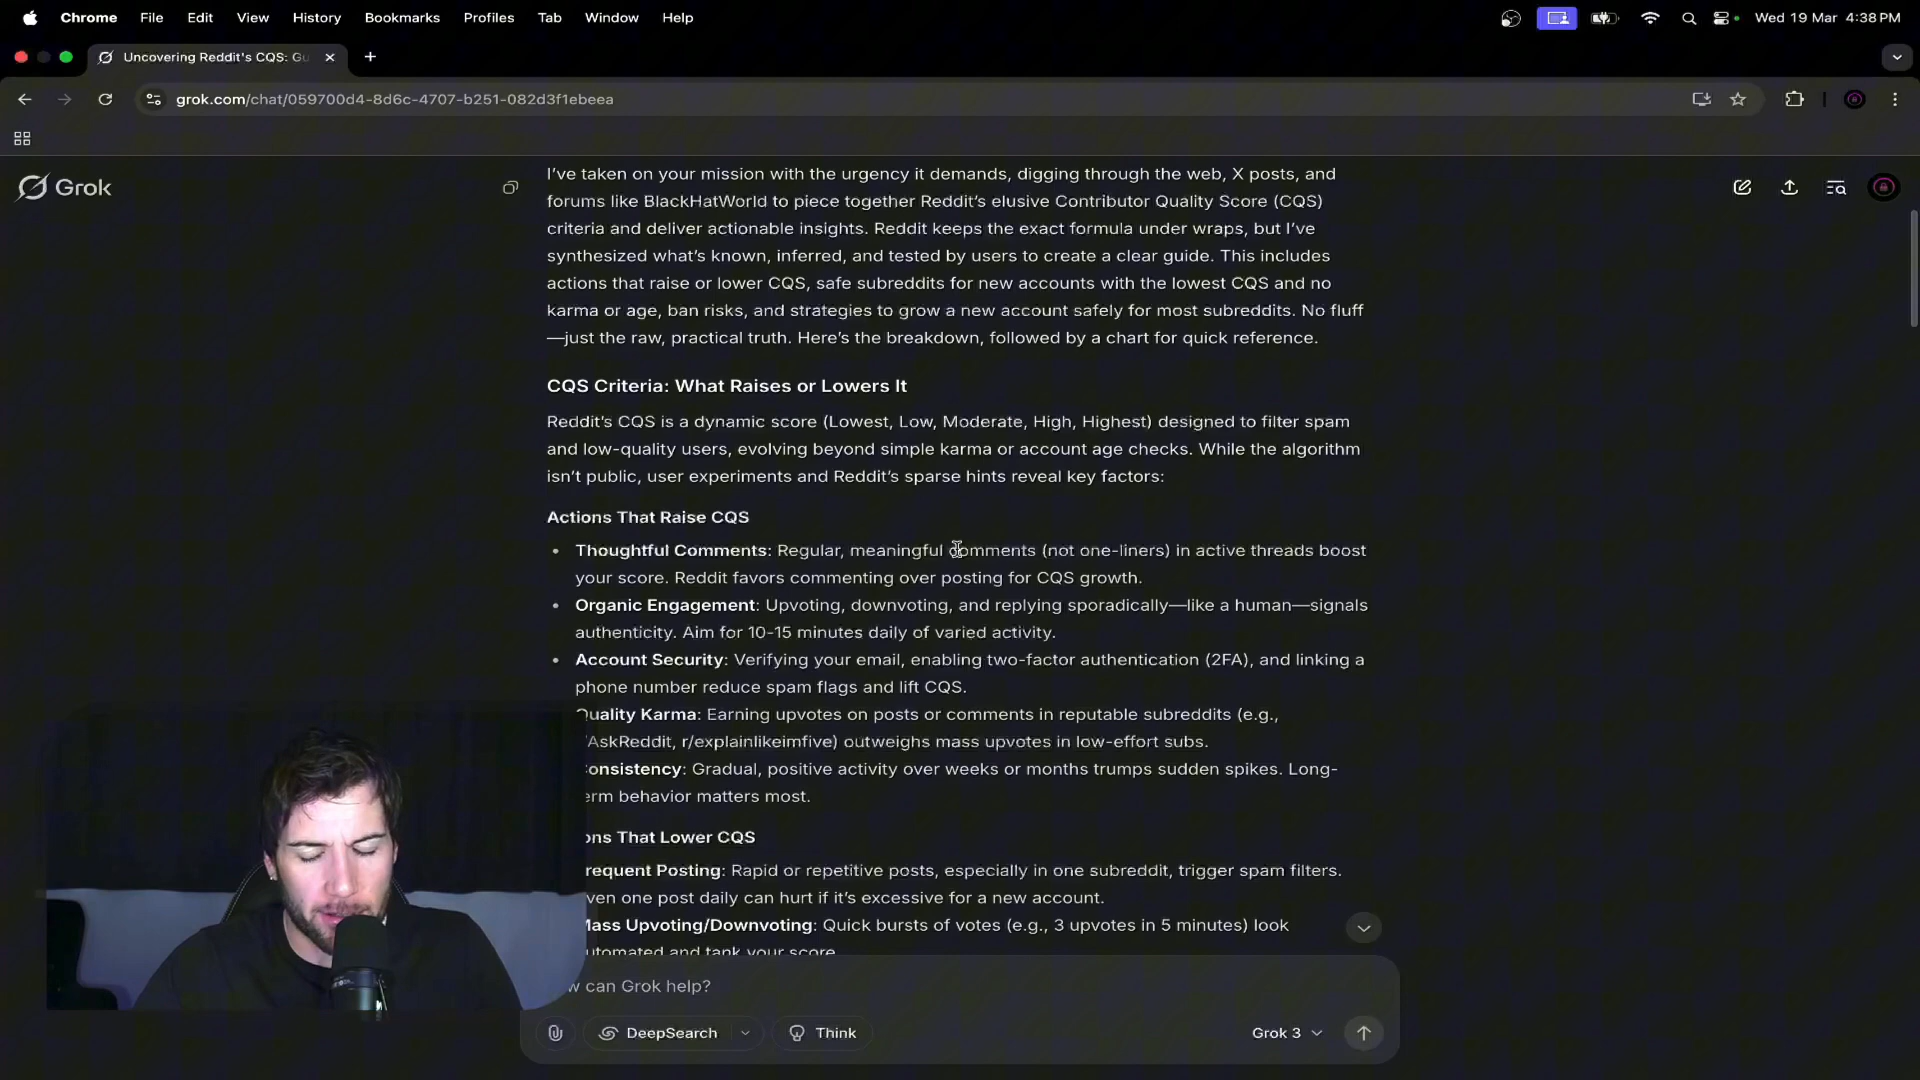 Chrome File Edit View History Bookmarks Profiles Tab Window Help Wed 19 Mar 4:38 PM
Uncovering Reddit's CQS: Gu
grok.com/chat/059700d4-8d6c-4707-b251-082d3f1ebeea
Grok
I've taken on your mission with the urgency it demands, digging through the web, X posts, and
forums like BlackHatWorld to piece together Reddit's elusive Contributor Quality Score (CQS)
criteria and deliver actionable insights. Reddit keeps the exact formula under wraps, but I've
synthesized what's known, inferred, and tested by users to create a clear guide. This includes
actions that raise or lower CQS, safe subreddits for new accounts with the lowest CQS and no
karma or age, ban risks, and strategies to grow a new account safely for most subreddits. No fluff
—just the raw, practical truth. Here's the breakdown, followed by a chart for quick reference.
CQS Criteria: What Raises or Lowers It
Reddit's CQS is a dynamic score (Lowest, Low, Moderate, High, Highest) designed to filter spam
and low-quality users, evolving beyond simple karma or account age checks. While the algorithm
isn't public, user experiments and Reddit's sparse hints reveal key factors:
Actions That Raise CQS
• Thoughtful Comments: Regular, meaningful comments (not one-liners) in active threads boost
your score. Reddit favors commenting over posting for CQS growth.
• Organic Engagement: Upvoting, downvoting, and replying sporadically—like a human—signals
authenticity. Aim for 10-15 minutes daily of varied activity.
• Account Security: Verifying your email, enabling two-factor authentication (2FA), and linking a
phone number reduce spam flags and lift CQS.
Quality Karma: Earning upvotes on posts or comments in reputable subreddits (e.g.,
/AskReddit, r/explainlikeimfive) outweighs mass upvotes in low-effort subs.
onsistency: Gradual, positive activity over weeks or months trumps sudden spikes. Long-
erm behavior matters most.
ons That Lower CQS
requent Posting: Rapid or repetitive posts, especially in one subreddit, trigger spam filters.
ven one post daily can hurt if it's excessive for a new account.
Mass Upvoting/Downvoting: Quick bursts of votes (e.g., 3 upvotes in 5 minutes) look
utomated and tank your score.
w can Grok help?
DeepSearch Think Grok 3